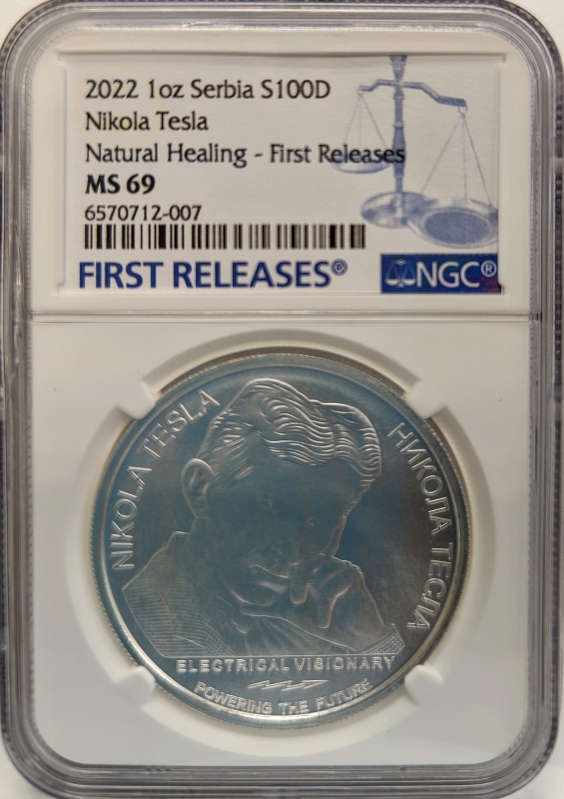 2022 1oz Serbia S100D
Nikola Tesla
Natural Healing - First Releases
MS 69
6570712-007
FIRST RELEASES®
NGC®
NIKOLA TESLA
НИКОЛА ТЕСЛА
ELECTRICAL VISIONARY
POWERING THE FUTURE